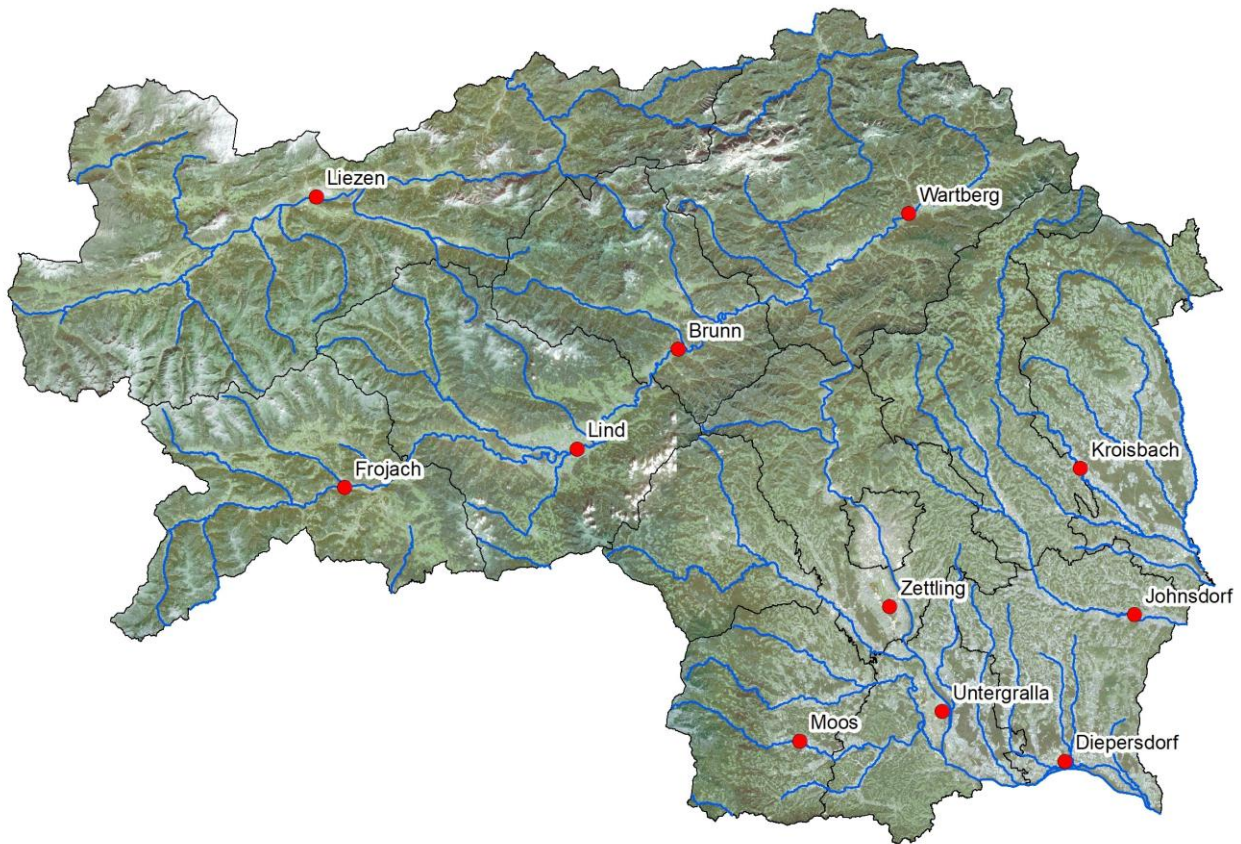 Liezen
Wartberg
Brunn
Lind
Kroisbach
Frojach
Zettling
Johnsdorf
Untergralla
Moos
Diepersdorf